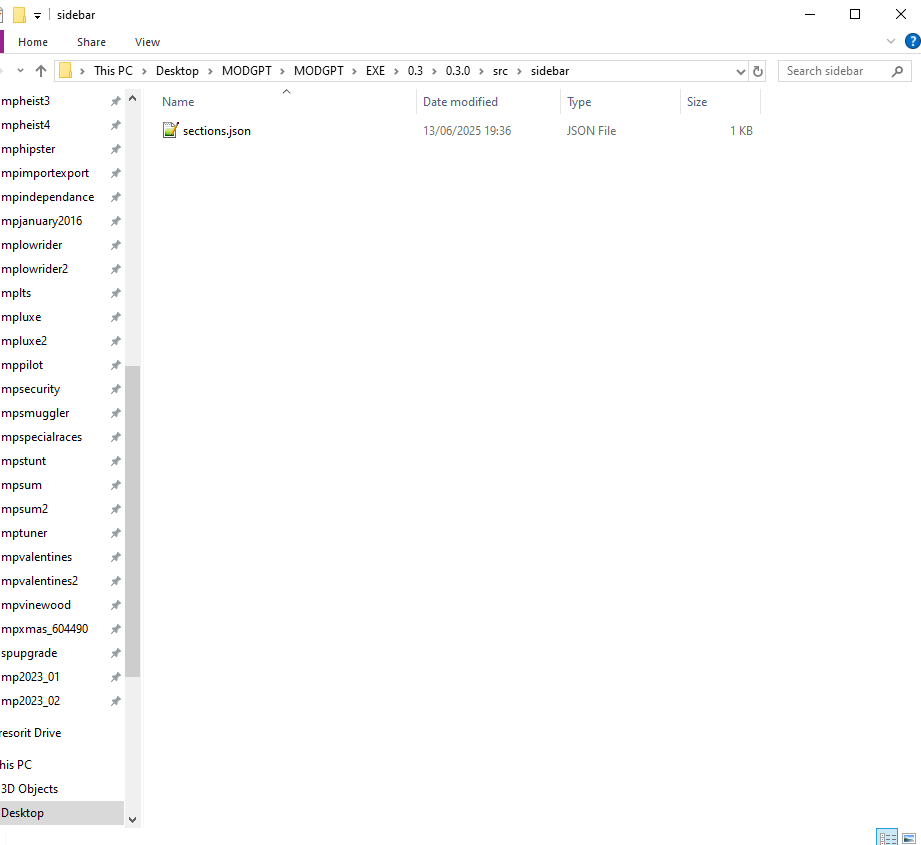 sidebar
Home Share View
?
This PC Desktop MODGPT MODGPT EXE 0.3 0.3.0 src sidebar
Search sidebar
Name Date modified Type Size
sections.json 13/06/2025 19:36 JSON File 1 KB
mpheist3
mpheist4
mphipster
mpimportexport
mpindependance
mpjanuary2016
mplowrider
mplowrider2
mplts
mpluxe
mpluxe2
mppilot
mpsecurity
mpsmuggler
mpspecialraces
mpstunt
mpsum
mpsum2
mptuner
mpvalentines
mpvalentines2
mpvinewood
mpxmas_604490
spupgrade
mp2023_01
mp2023_02
resorit Drive
his PC
3D Objects
Desktop